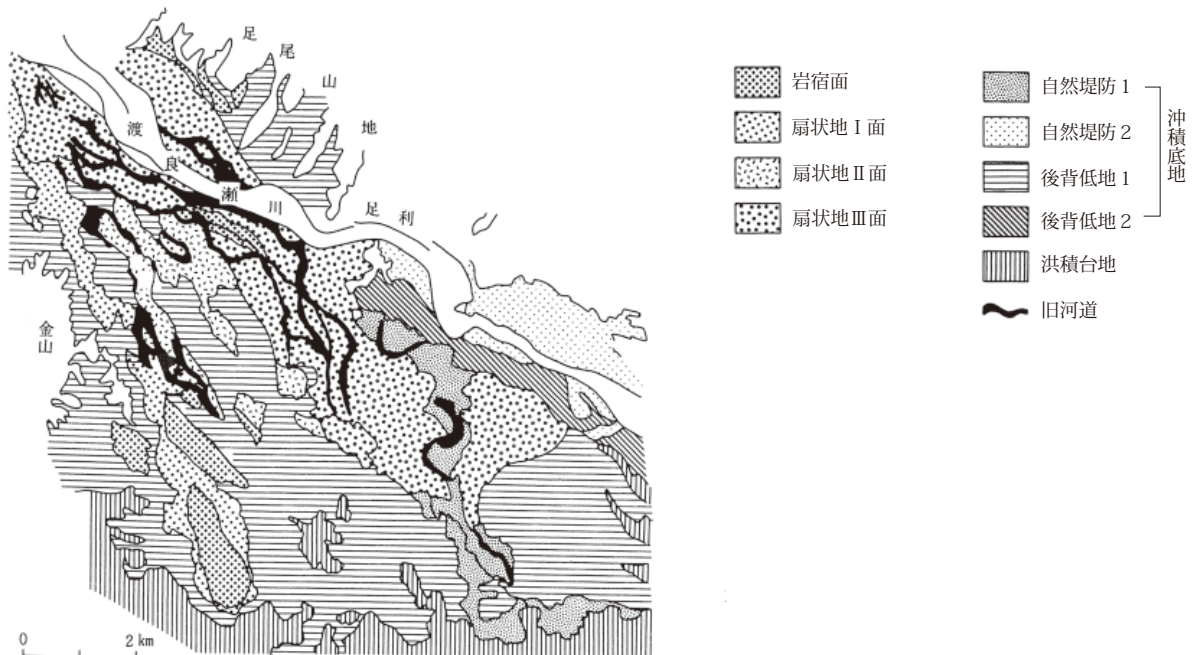 足尾山地
渡良瀬川
足利
金山
0 2 km
岩宿面
扇状地Ⅰ面
扇状地Ⅱ面
扇状地Ⅲ面
自然堤防 1
自然堤防 2
後背低地 1
後背低地 2
洪積台地
旧河道
沖積底地